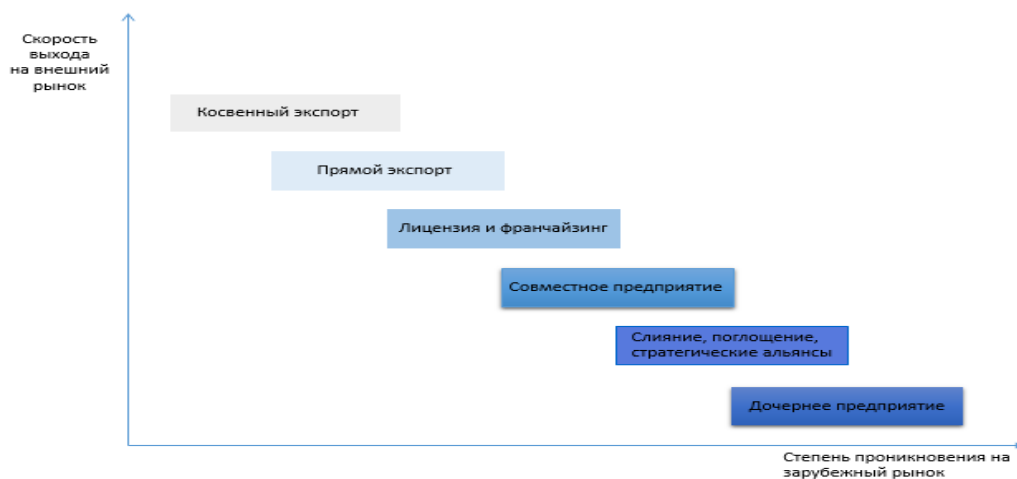 Скорость
выхода
на внешний
рынок
Косвенный экспорт
Прямой экспорт
Лицензия и франчайзинг
Совместное предприятие
Слияние, поглощение,
стратегические альянсы
Дочернее предприятие
Степень проникновения на
зарубежный рынок